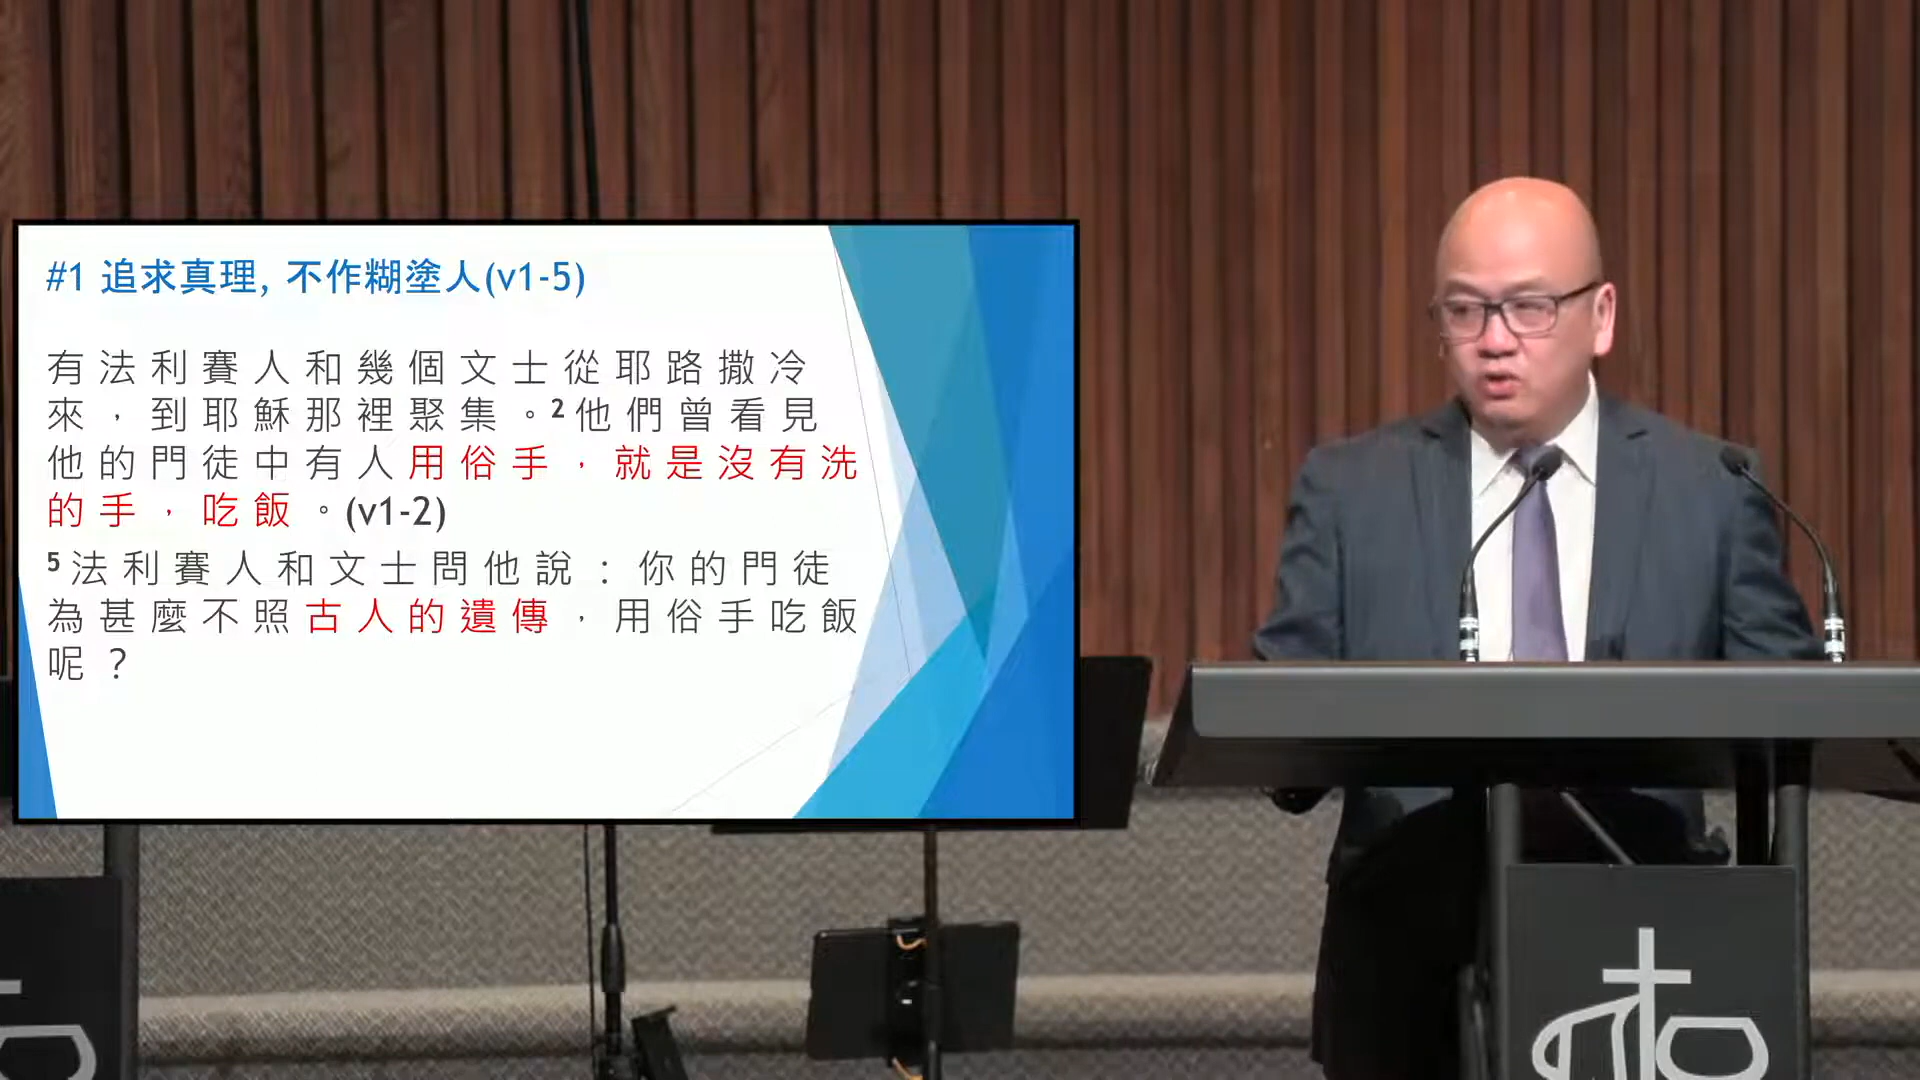 #1 追求真理, 不作糊塗人(v1-5)
有法利賽人和幾個文士從耶路撒冷
來，到耶穌那裡聚集。2他們曾看見
他的門徒中有人用俗手，就是沒有洗
的手，吃飯。(v1-2)
5法利賽人和文士問他說：你的門徒
為甚麼不照古人的遺傳，用俗手吃飯
呢？